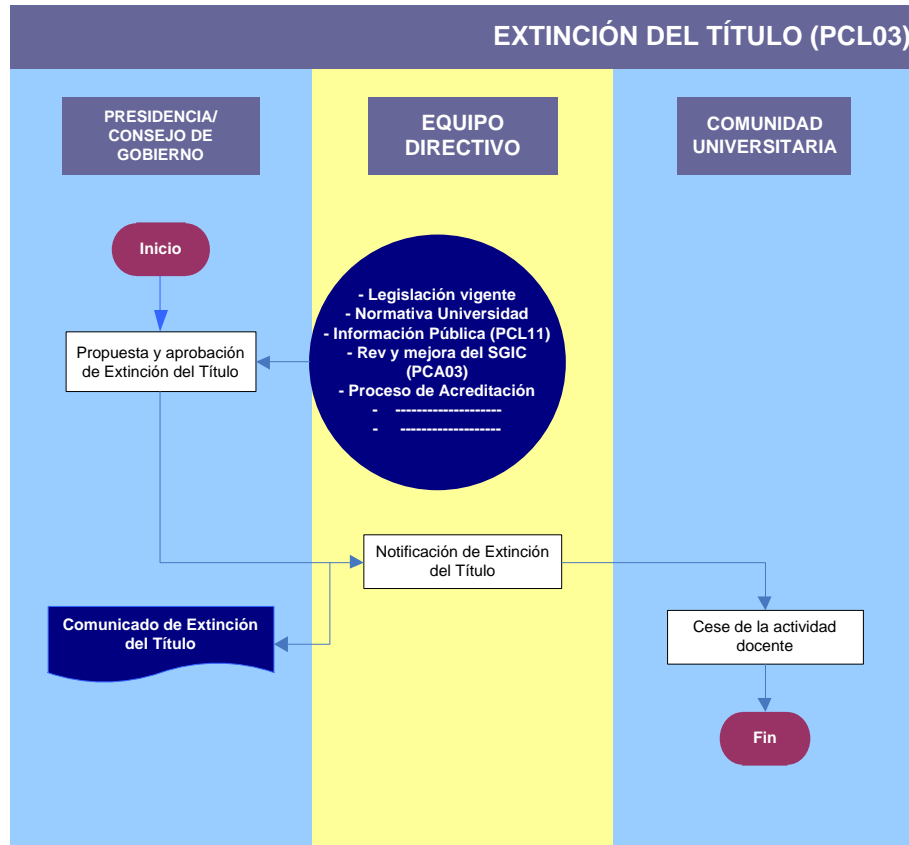 EXTINCIÓN DEL TÍTULO (PCL03)
PRESIDENCIA/
CONSEJO DE
GOBIERNO
EQUIPO
DIRECTIVO
COMUNIDAD
UNIVERSITARIA
Inicio
- Legislación vigente
- Normativa Universidad
- Información Pública (PCL11)
- Rev y mejora del SGIC
(PCA03)
- Proceso de Acreditación
- --------------------
- -------------------
Propuesta y aprobación
de Extinción del Título
Notificación de Extinción
del Título
Comunicado de Extinción
del Título
Cese de la actividad
docente
Fin